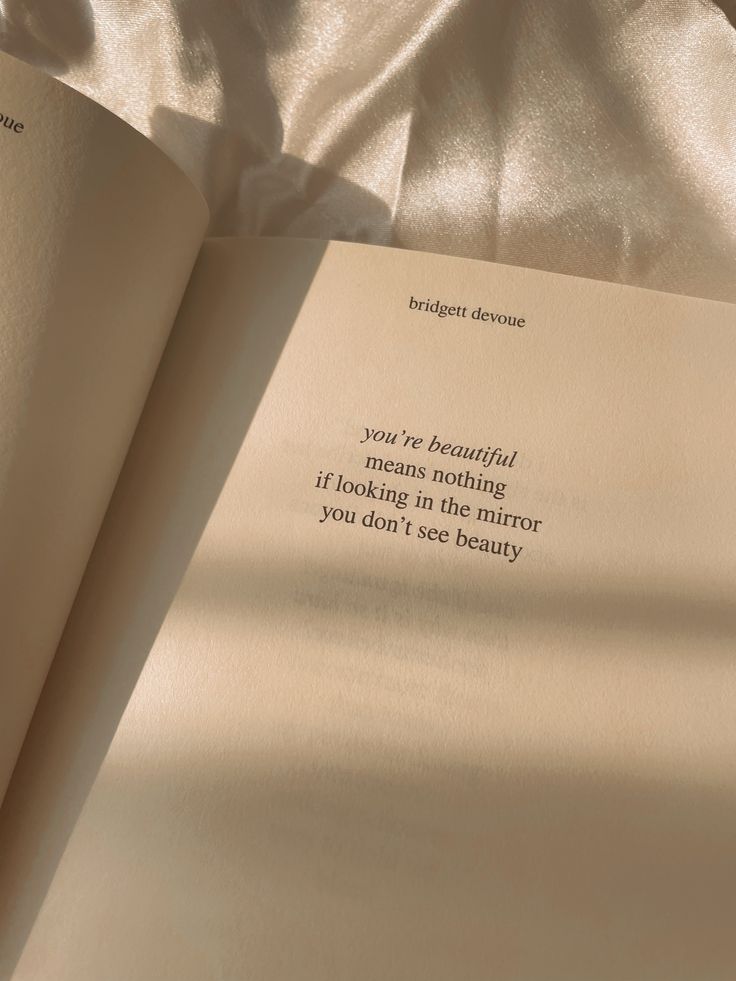 oue
bridgett devoue
you're beautiful
means nothing
if looking in the mirror
you don't see beauty